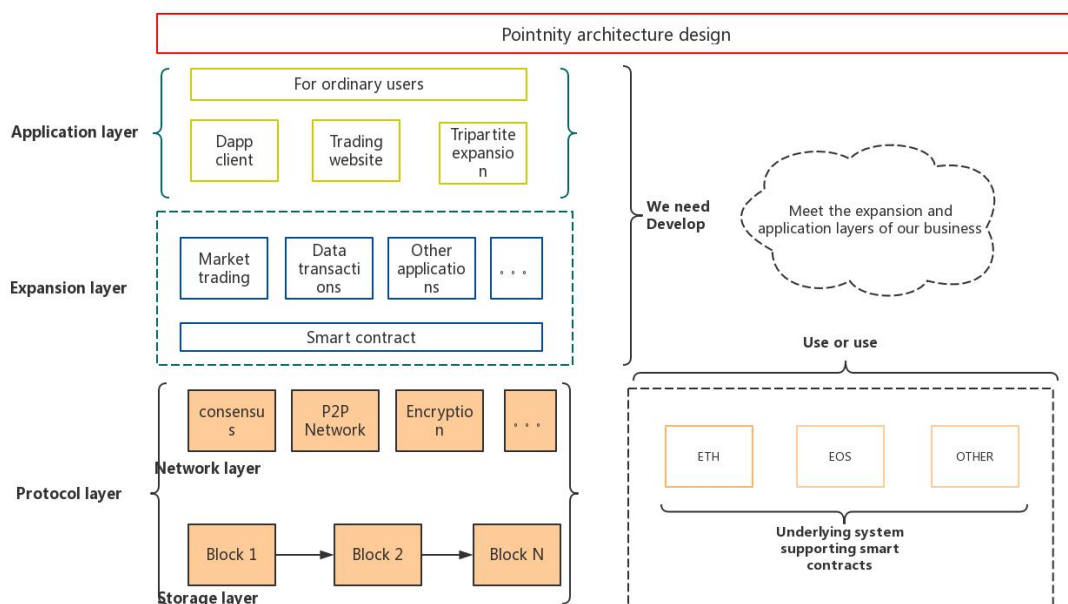 Pointnity architecture design
Application layer
For ordinary users
Dapp
client
Trading
website
Tripartite
expansio
n
We need
Develop
Meet the expansion and
application layers of our business
Expansion layer
Market
trading
Data
transacti
ons
Other
applicatio
ns
。。。
Smart contract
Use or use
Protocol layer
consensu
s
P2P
Network
Encryptio
n
。。。
Network layer
Block 1
Block 2
Block N
Storage layer
ETH
EOS
OTHER
Underlying system
supporting smart
contracts